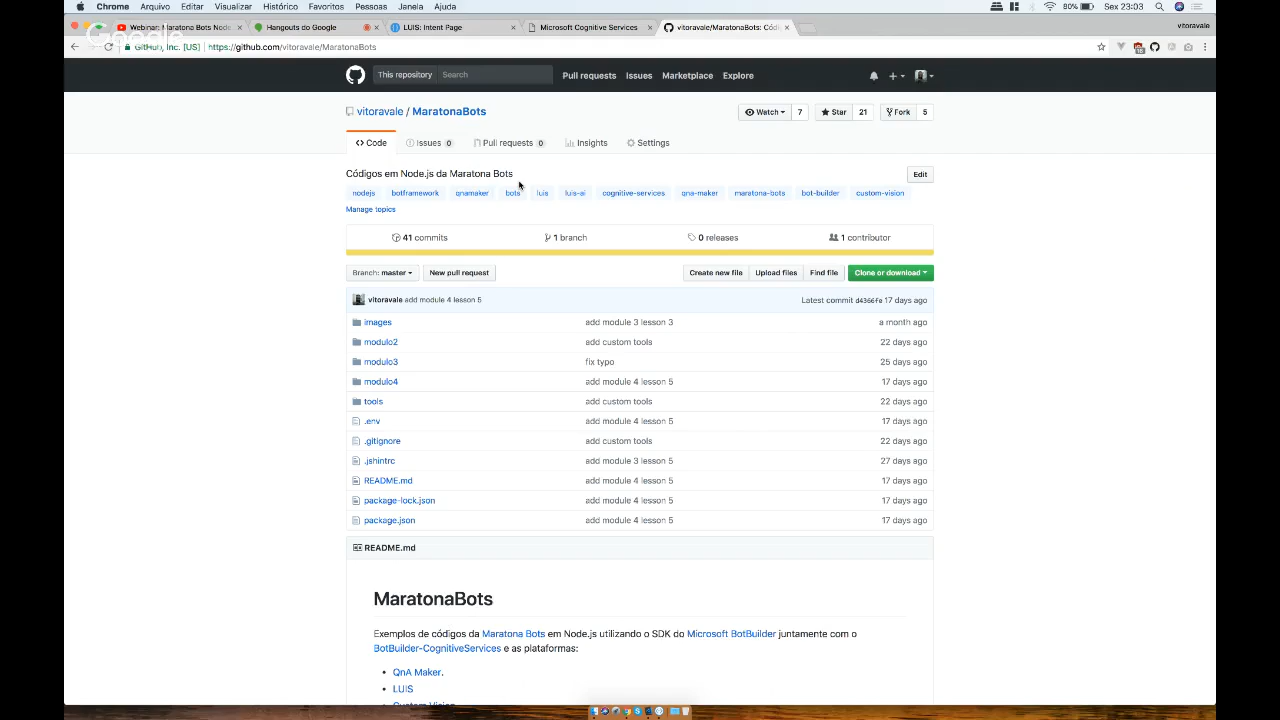 Chrome Arquivo Editar Visualizar Histórico Favoritos Pessoas Janela Ajuda 80% Sex 23:03
Webinar: Maratona Bots Node. Hangouts do Google LUIS: Intent Page Microsoft Cognitive Services vitoravale/MaratonaBots: Códi vitoravale
Google
GitHub, Inc. [US] https://github.com/vitoravale/MaratonaBots
This repository Search Pull requests Issues Marketplace Explore
vitoravale / MaratonaBots Watch 7 Star 21 Fork 5
Code Issues 0 Pull requests 0 Insights Settings
Códigos em Node.js da Maratona Bots Edit
nodejs botframework qnamaker bots luis luis-ai cognitive-services qna-maker maratona-bots bot-builder custom-vision
Manage topics
41 commits 1 branch 0 releases 1 contributor
Branch: master New pull request Create new file Upload files Find file Clone or download
vitoravale add module 4 lesson 5 Latest commit d4366fe 17 days ago
images add module 3 lesson 3 a month ago
modulo2 add custom tools 22 days ago
modulo3 fix typo 25 days ago
modulo4 add module 4 lesson 5 17 days ago
tools add custom tools 22 days ago
.env add module 4 lesson 5 17 days ago
.gitignore add custom tools 22 days ago
.jshintrc add module 3 lesson 5 27 days ago
README.md add module 4 lesson 5 17 days ago
package-lock.json add module 4 lesson 5 17 days ago
package.json add module 4 lesson 5 17 days ago
README.md
MaratonaBots
Exemplos de códigos da Maratona Bots em Node.js utilizando o SDK do Microsoft BotBuilder juntamente com o
BotBuilder-CognitiveServices e as plataformas:
• QnA Maker.
• LUIS